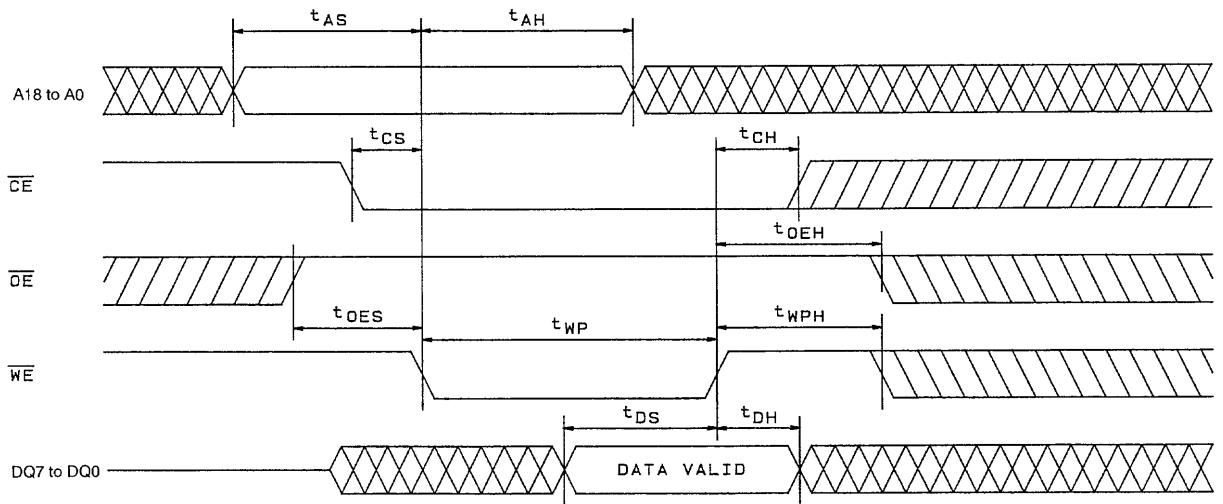 tAS tAH
A18 to A0
tCS tCH
CE
tOEH
OE
tOES tWP tWPH
WE
tDS tDH
DQ7 to DQ0 DATA VALID